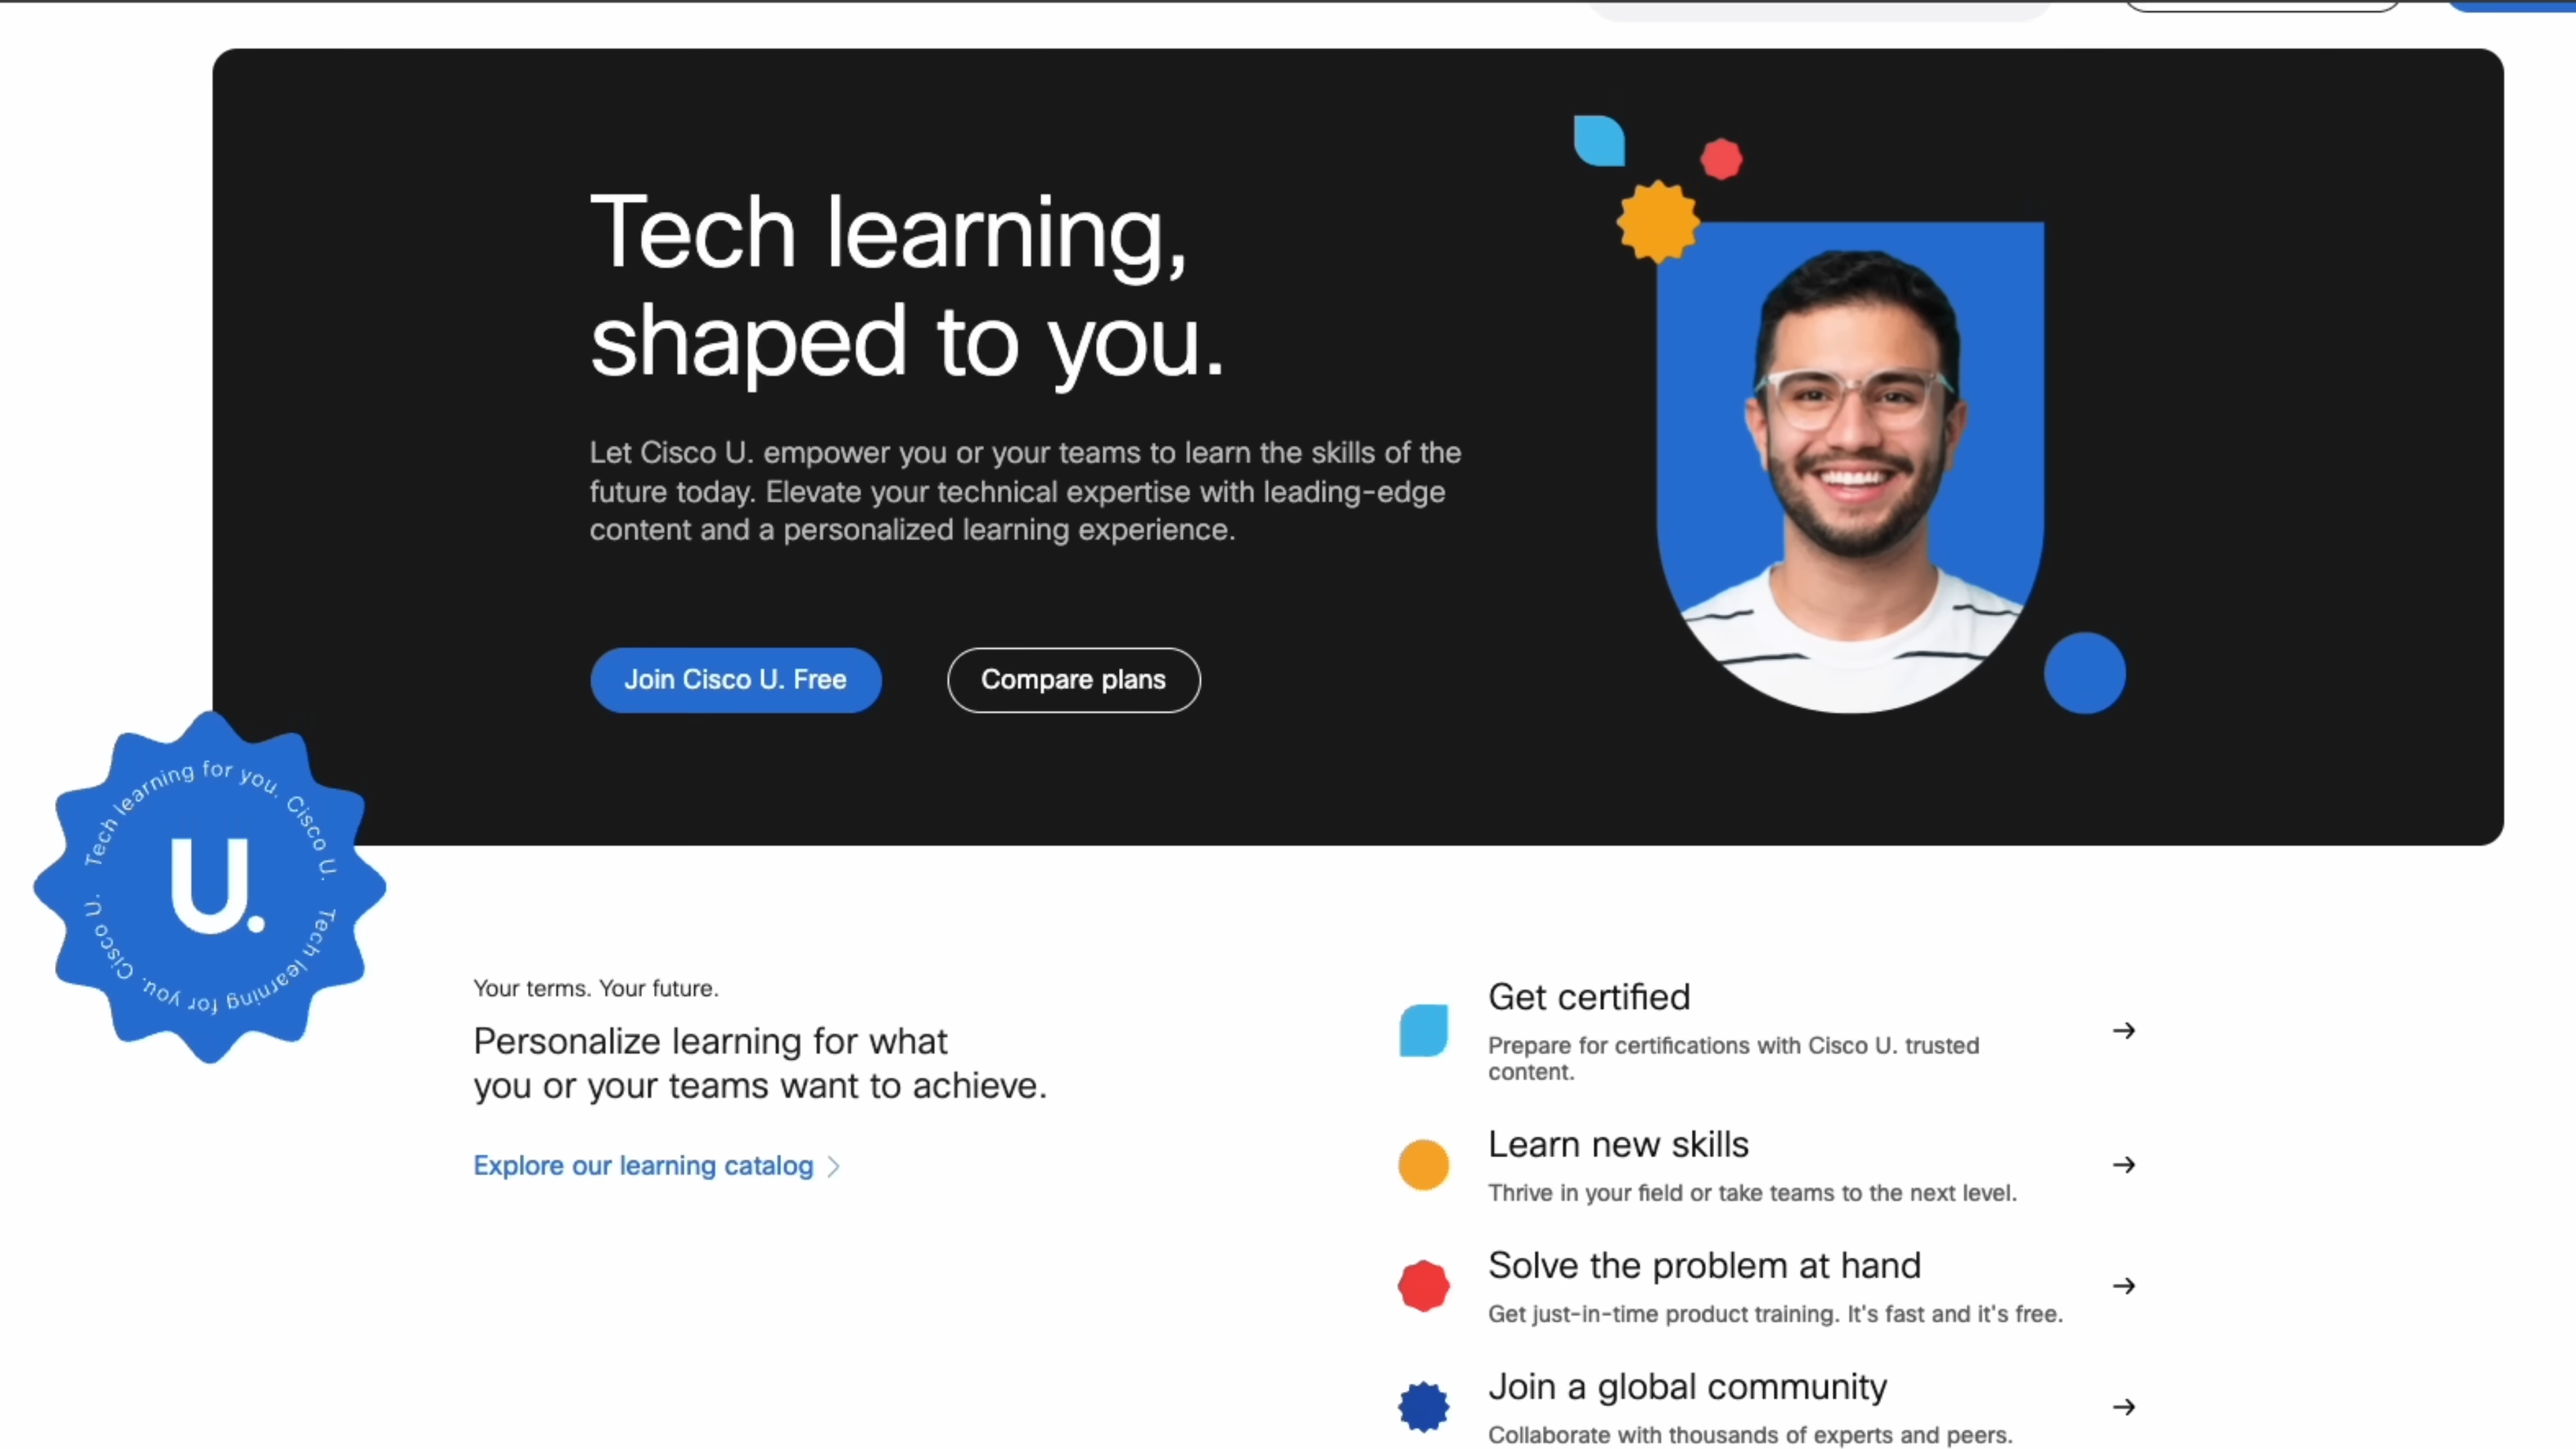 Tech learning,
shaped to you.
Let Cisco U. empower you or your teams to learn the skills of the
future today. Elevate your technical expertise with leading-edge
content and a personalized learning experience.
Join Cisco U. Free
Compare plans
Tech learning for you. Cisco U. Tech learning for you. Cisco U.
U.
Your terms. Your future.
Personalize learning for what
you or your teams want to achieve.
Explore our learning catalog
Get certified
Prepare for certifications with Cisco U. trusted
content.
Learn new skills
Thrive in your field or take teams to the next level.
Solve the problem at hand
Get just-in-time product training. It's fast and it's free.
Join a global community
Collaborate with thousands of experts and peers.